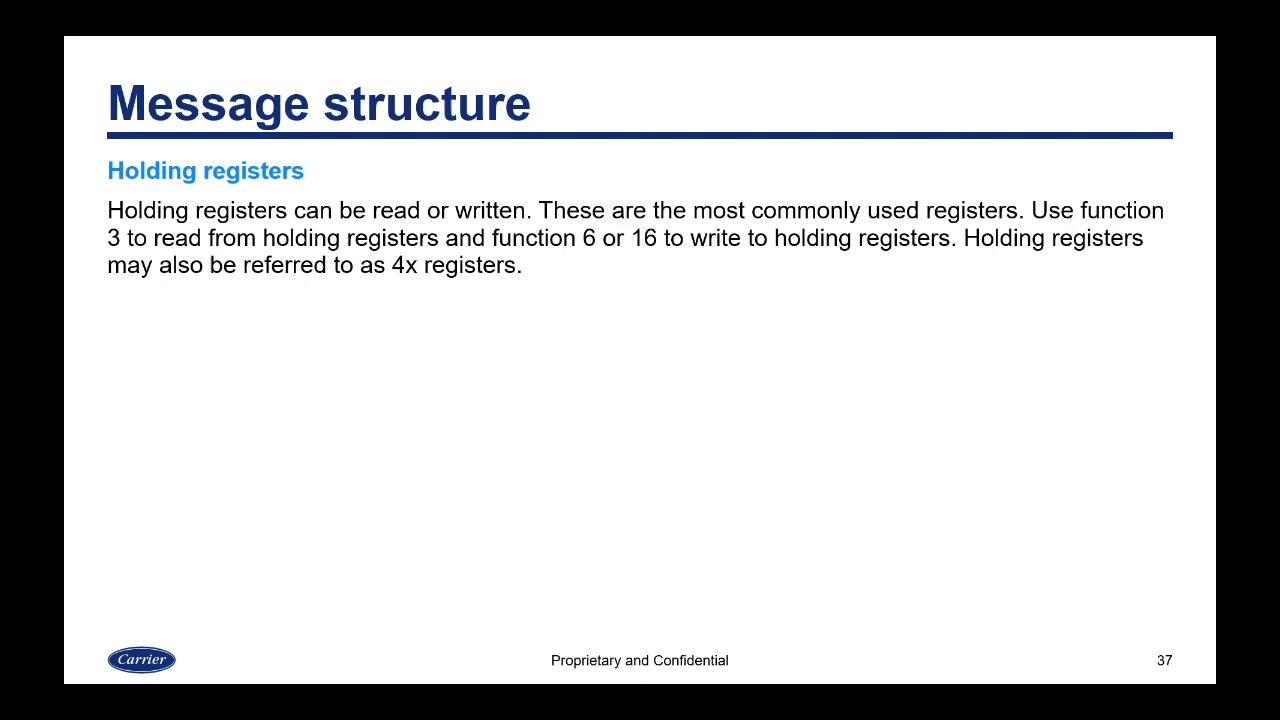 Message structure
Holding registers
Holding registers can be read or written. These are the most commonly used registers. Use function
3 to read from holding registers and function 6 or 16 to write to holding registers. Holding registers
may also be referred to as 4x registers.
Carrier
Proprietary and Confidential
37